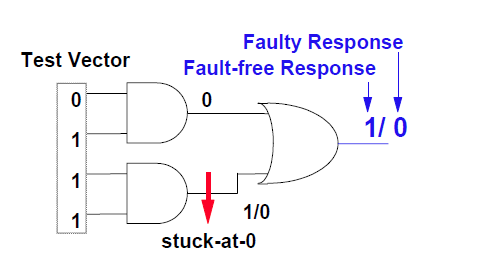 Faulty Response
Test Vector
Fault-free Response
0
0
1
1/ 0
1
1
1/0
stuck-at-0